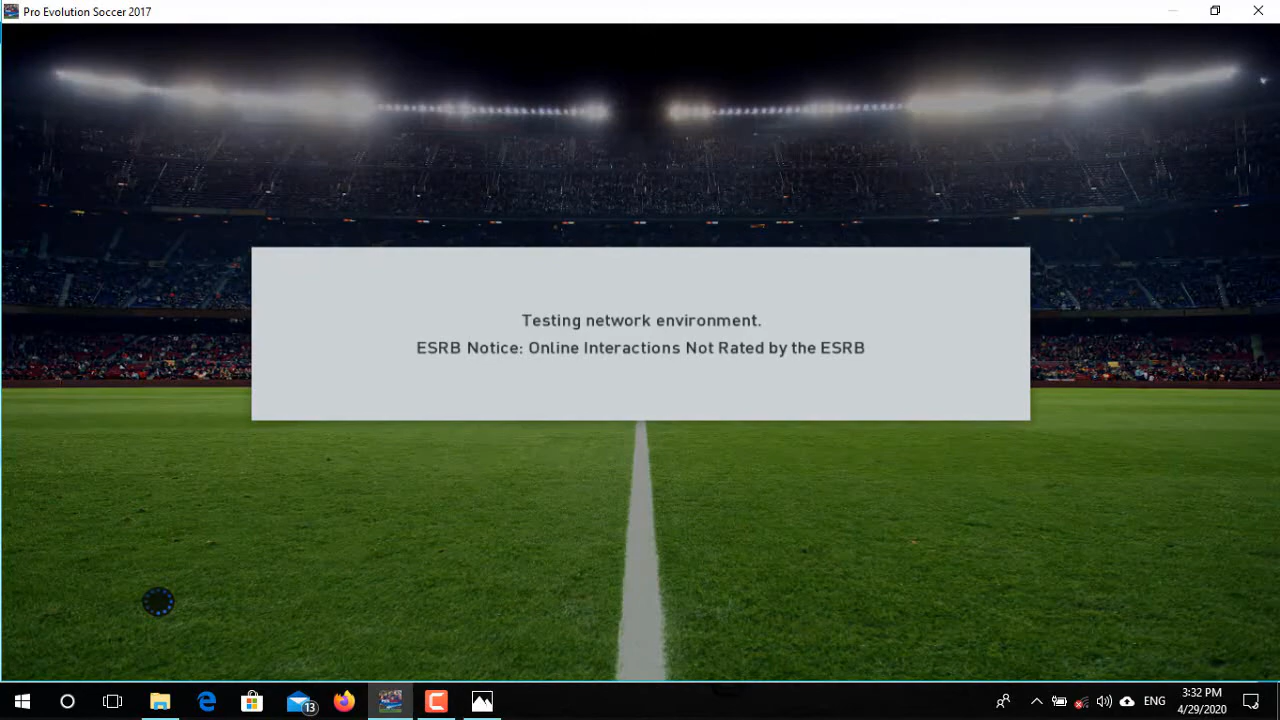 Pro Evolution Soccer 2017
Testing network environment.
ESRB Notice: Online Interactions Not Rated by the ESRB
13
ENG
3:32 PM
4/29/2020